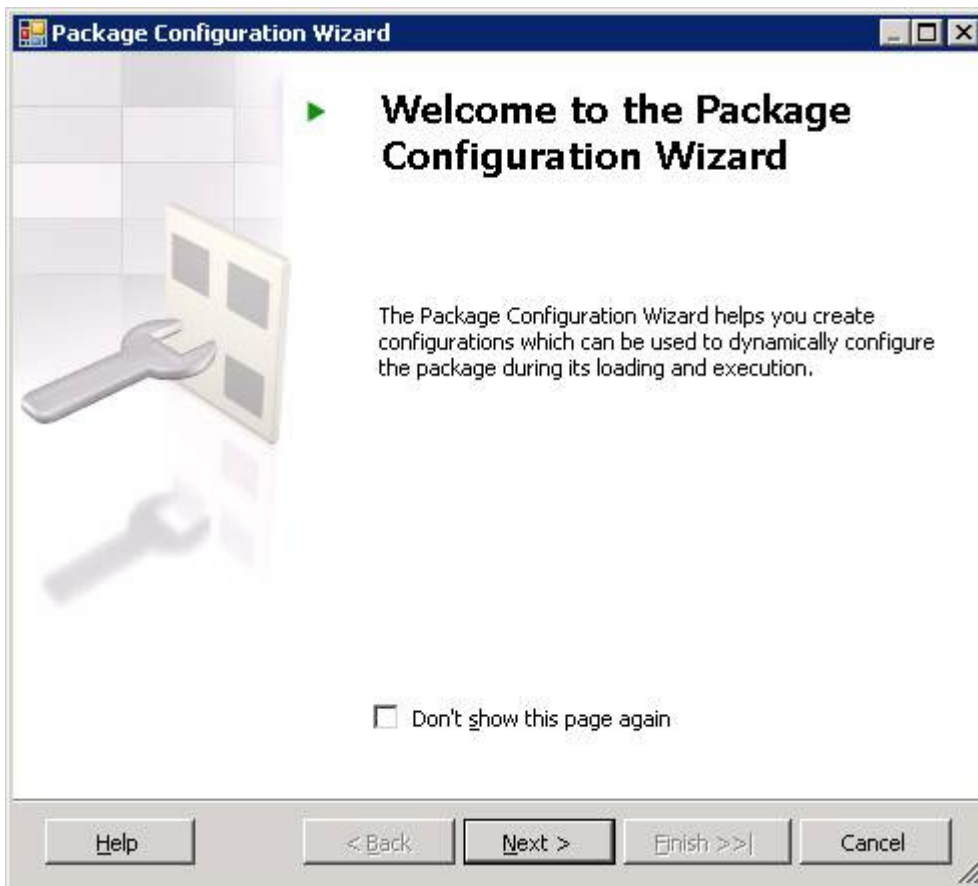 Package Configuration Wizard
Welcome to the Package
Configuration Wizard
The Package Configuration Wizard helps you create
configurations which can be used to dynamically configure
the package during its loading and execution.
Don't show this page again
Help
< Back
Next >
Finish >>|
Cancel